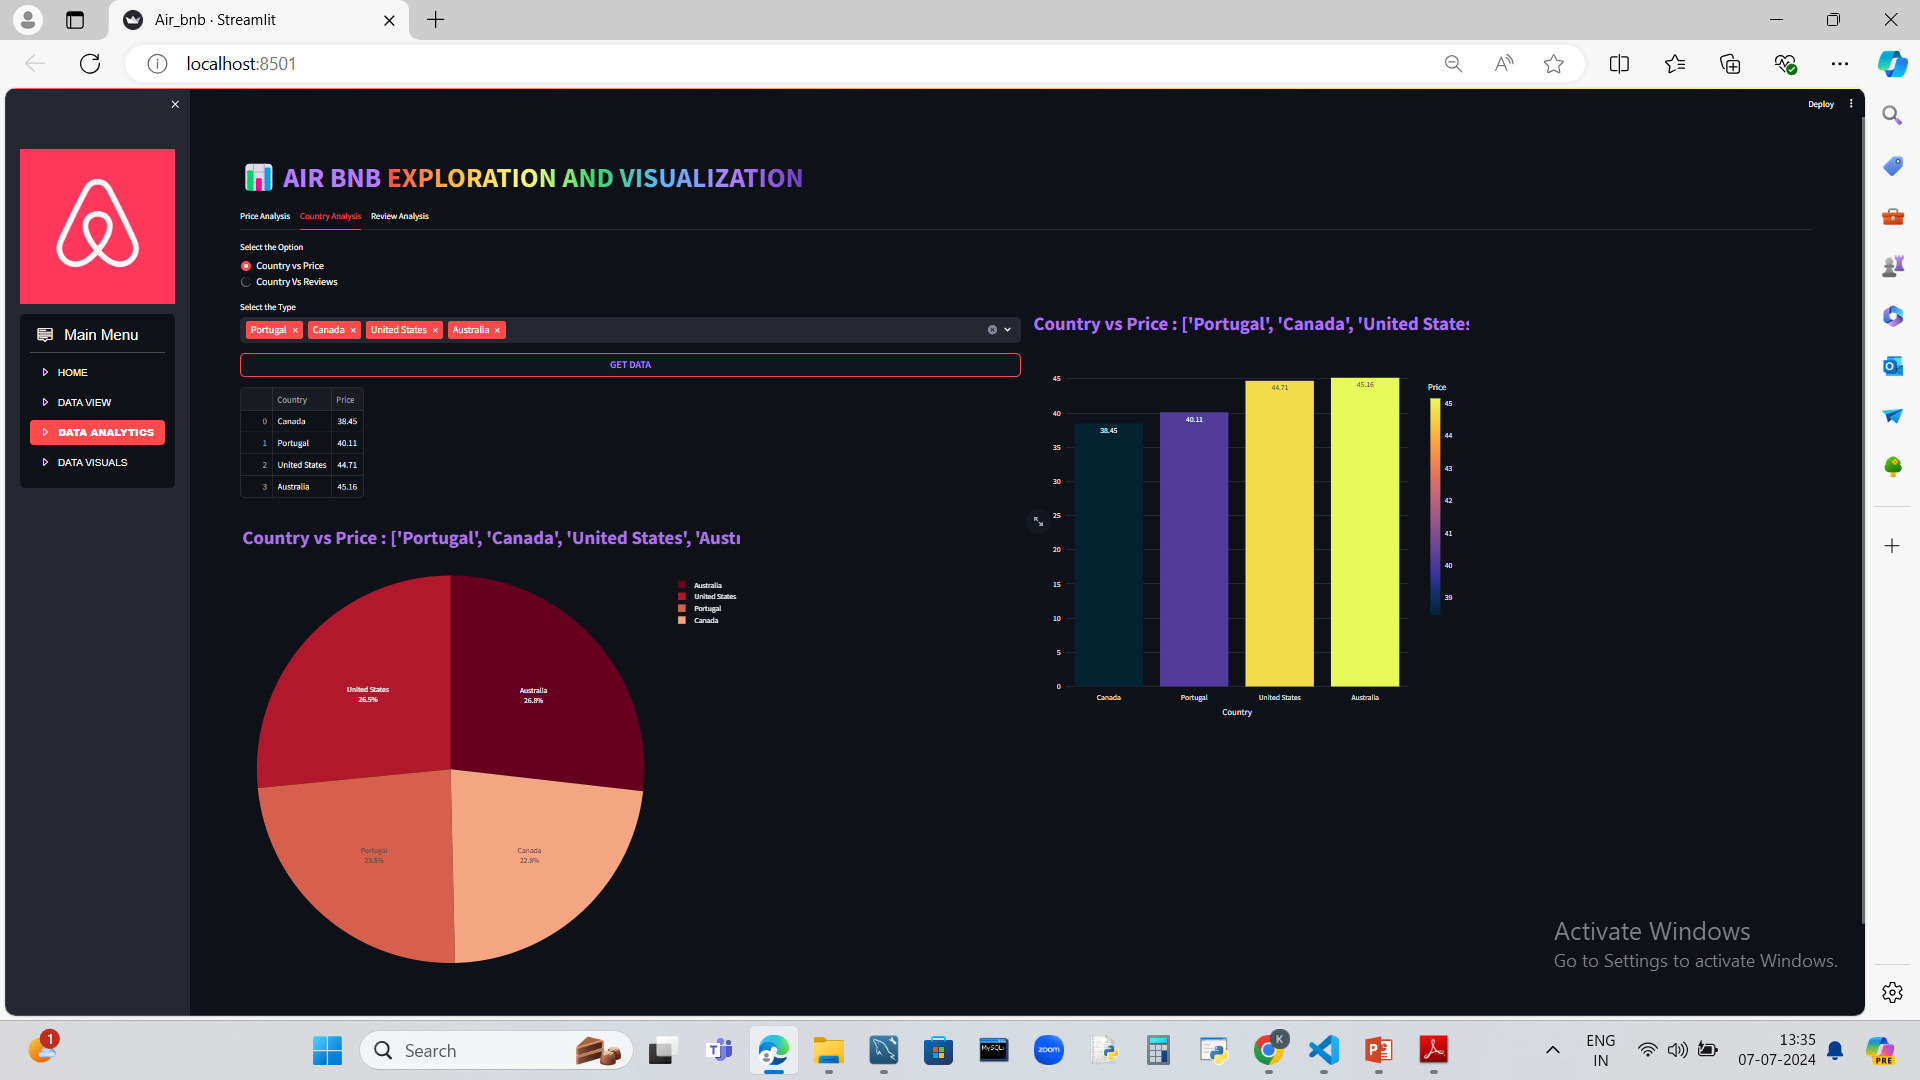 Air_bnb · Streamlit
localhost:8501
Deploy
AIR BNB EXPLORATION AND VISUALIZATION
Price Analysis Country Analysis Review Analysis
Select the Option
Country vs Price
Country Vs Reviews
Select the Type
Portugal Canada United States Australia
GET DATA
Main Menu
HOME
DATA VIEW
DATA ANALYTICS
DATA VISUALS
Country Price
0 Canada 38.45
1 Portugal 40.11
2 United States 44.71
3 Australia 45.16
Country vs Price : ['Portugal', 'Canada', 'United States', 'Austr
Australia
United States
Portugal
Canada
United States
26.5%
Australia
26.8%
Portugal
23.8%
Canada
22.8%
Country vs Price : ['Portugal', 'Canada', 'United States
45
40
35
30
25
20
15
10
5
0
38.45
40.11
44.71
45.16
Canada Portugal United States Australia
Country
Price
45
44
43
42
41
40
39
Activate Windows
Go to Settings to activate Windows.
1
Search
MySQL
zoom
K
ENG
IN
13:35
07-07-2024
PRE